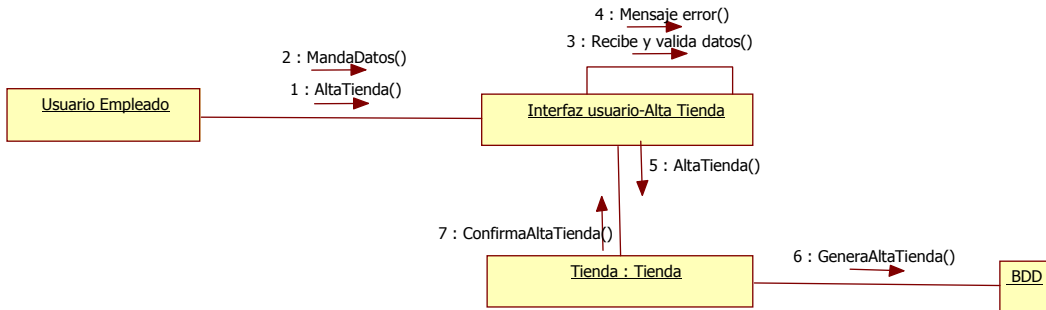 4 : Mensaje error()
3 : Recibe y valida datos()
2 : MandaDatos()
1 : AltaTienda()
Usuario Empleado
Interfaz usuario-Alta Tienda
5 : AltaTienda()
7 : ConfirmaAltaTienda()
6 : GeneraAltaTienda()
Tienda : Tienda
BDD